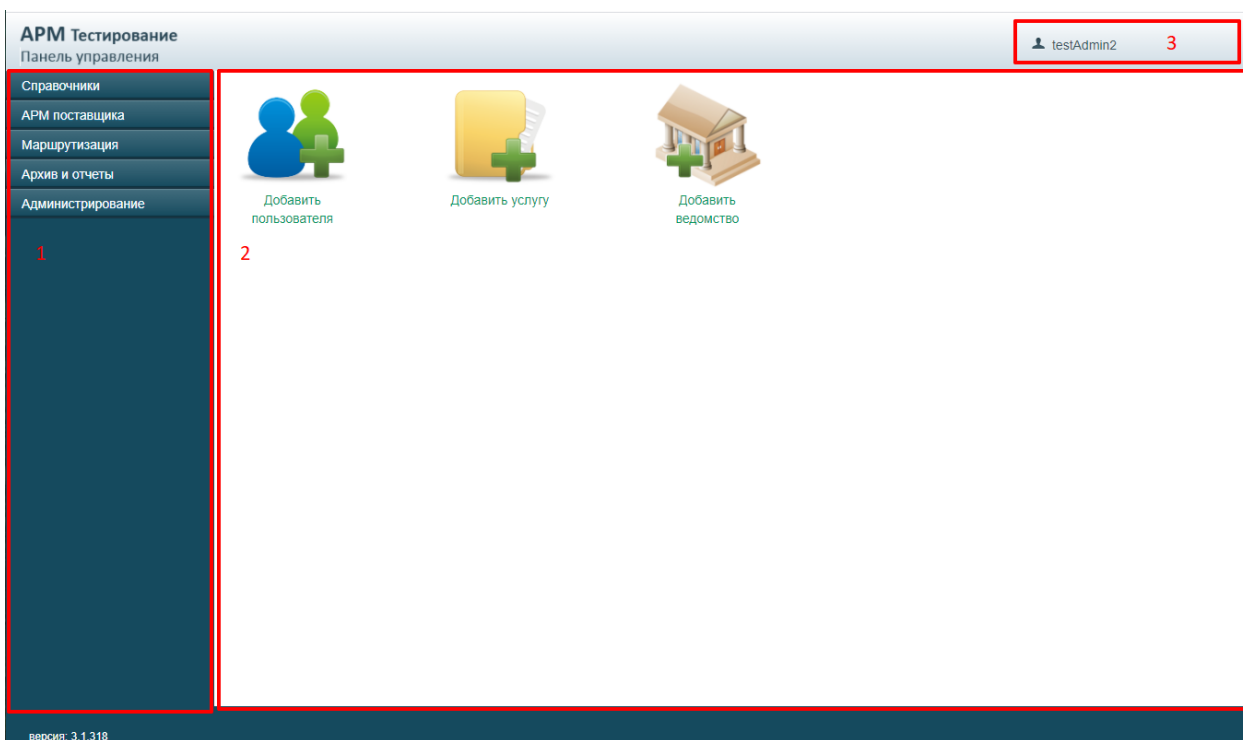 АРМ Тестирование
Панель управления
testAdmin2
3
Справочники
АРМ поставщика
Маршрутизация
Архив и отчеты
Администрирование
1
Добавить
пользователя
Добавить услугу
Добавить
ведомство
2
версия: 3.1.318